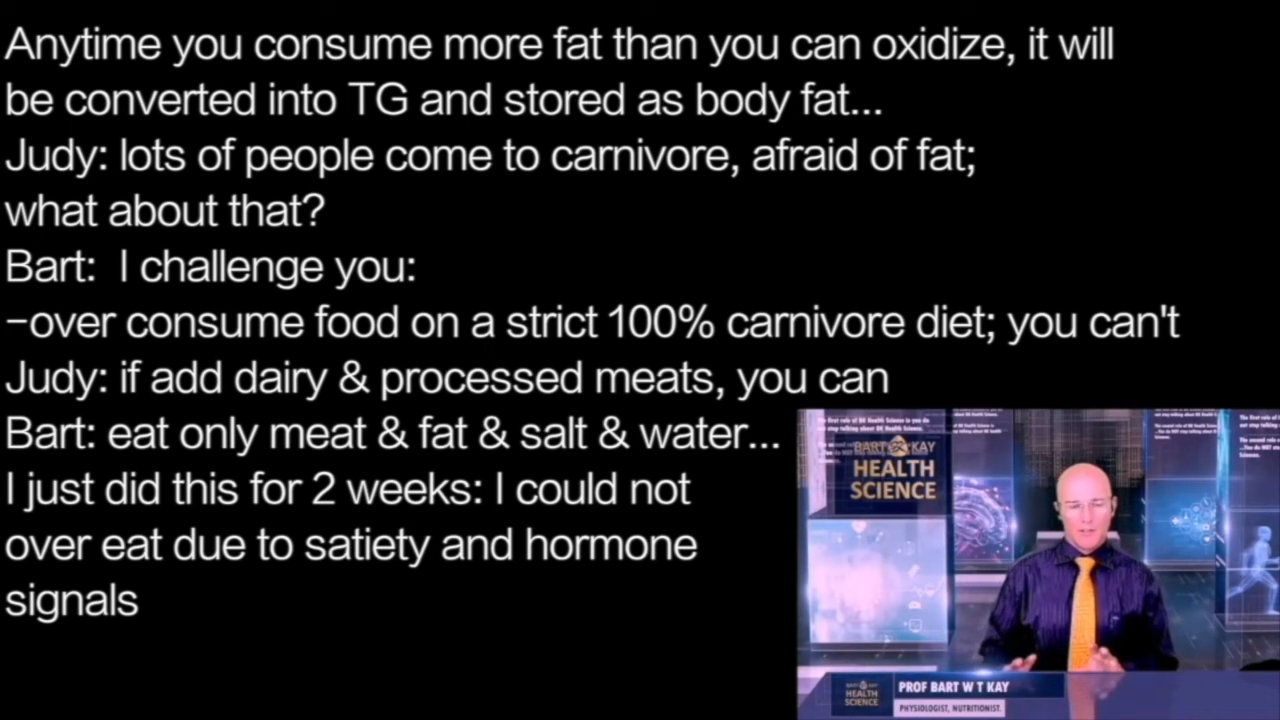 Anytime you consume more fat than you can oxidize, it will
be converted into TG and stored as body fat...
Judy: lots of people come to carnivore, afraid of fat;
what about that?
Bart:  I challenge you:
−over consume food on a strict 100% carnivore diet; you can't
Judy: if add dairy & processed meats, you can
Bart: eat only meat & fat & salt & water...
I just did this for 2 weeks: I could not
over eat due to satiety and hormone
signals
BART KAY
HEALTH
SCIENCE
BART KAY
HEALTH
SCIENCE
PROF BART W T KAY
PHYSIOLOGIST, NUTRITIONIST.